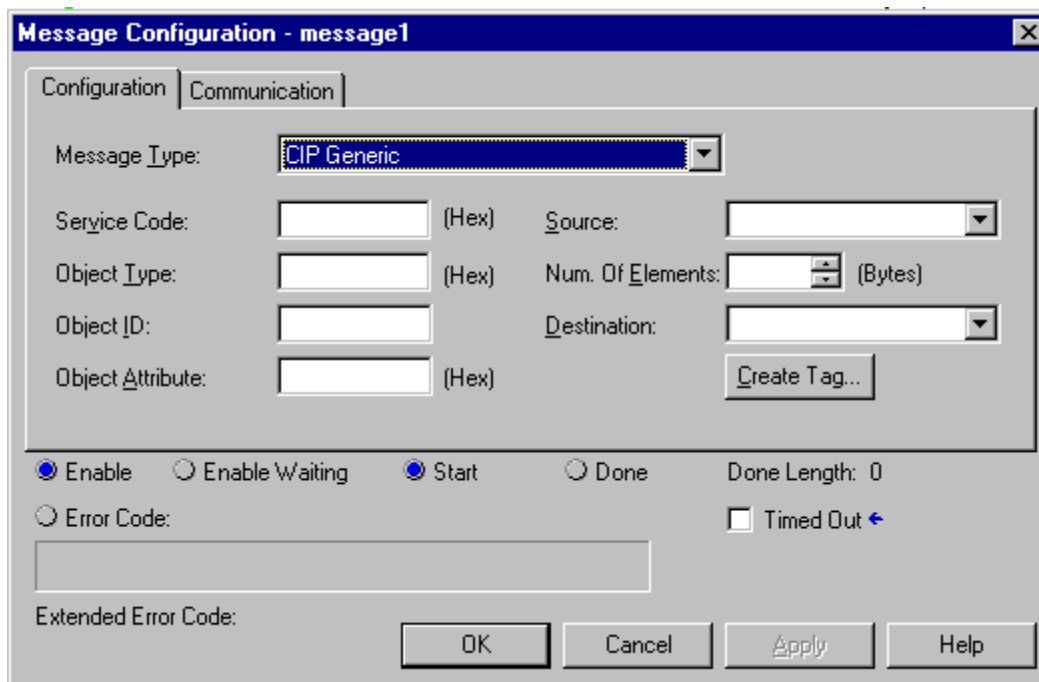 Message Configuration - message1
Configuration Communication
Message Type: CIP Generic
Service Code: (Hex) Source:
Object Type: (Hex) Num. Of Elements: (Bytes)
Object ID: Destination:
Object Attribute: (Hex) Create Tag...
Enable Enable Waiting Start Done Done Length: 0
Error Code: Timed Out
Extended Error Code:
OK Cancel Apply Help